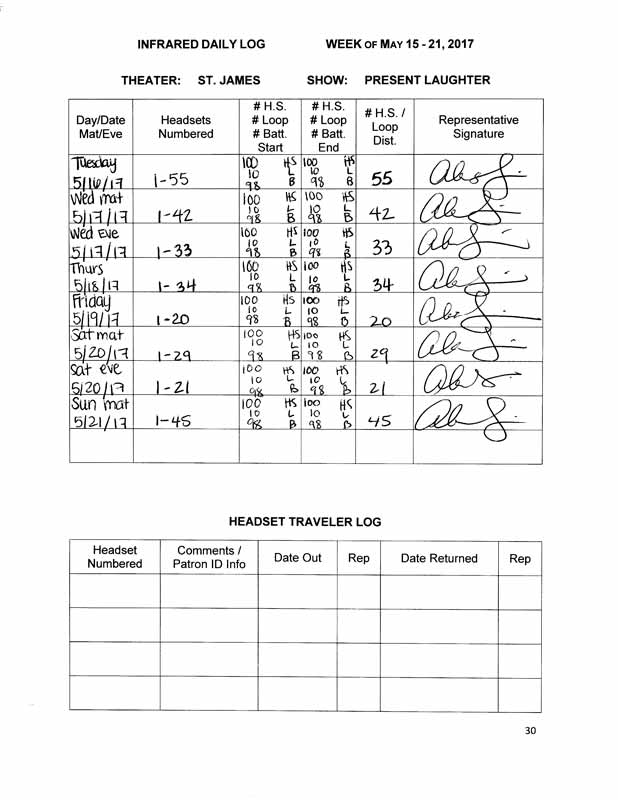 INFRARED DAILY LOG WEEK OF MAY 15 - 21, 2017
THEATER: ST. JAMES SHOW: PRESENT LAUGHTER
Day/Date Mat/Eve Headsets Numbered # H.S. # Loop # Batt. Start # H.S. # Loop # Batt. End # H.S. / Loop Dist. Representative Signature
Tuesday 100 HS 100 HS
10 L 10 L
5/16/17 1-55 98 B 98 B 55
Wed mat 100 HS 100 HS
10 L 10 L
5/17/17 1-42 98 B 98 B 42
Wed Eve 100 HS 100 HS
10 L 10 L
5/17/17 1-33 98 B 98 B 33
Thurs 100 HS 100 HS
10 L 10 L
5/18/17 1-34 98 B 98 B 34
Friday 100 HS 100 HS
10 L 10 L
5/19/17 1-20 98 B 98 B 20
Sat mat 100 HS 100 HS
10 L 10 L
5/20/17 1-29 98 B 98 B 29
Sat eve 100 HS 100 HS
10 L 10 L
5/20/17 1-21 98 B 98 B 21
Sun mat 100 HS 100 HS
10 L 10 L
5/21/17 1-45 98 B 98 B 45
HEADSET TRAVELER LOG
Headset Numbered Comments / Patron ID Info Date Out Rep Date Returned Rep
30